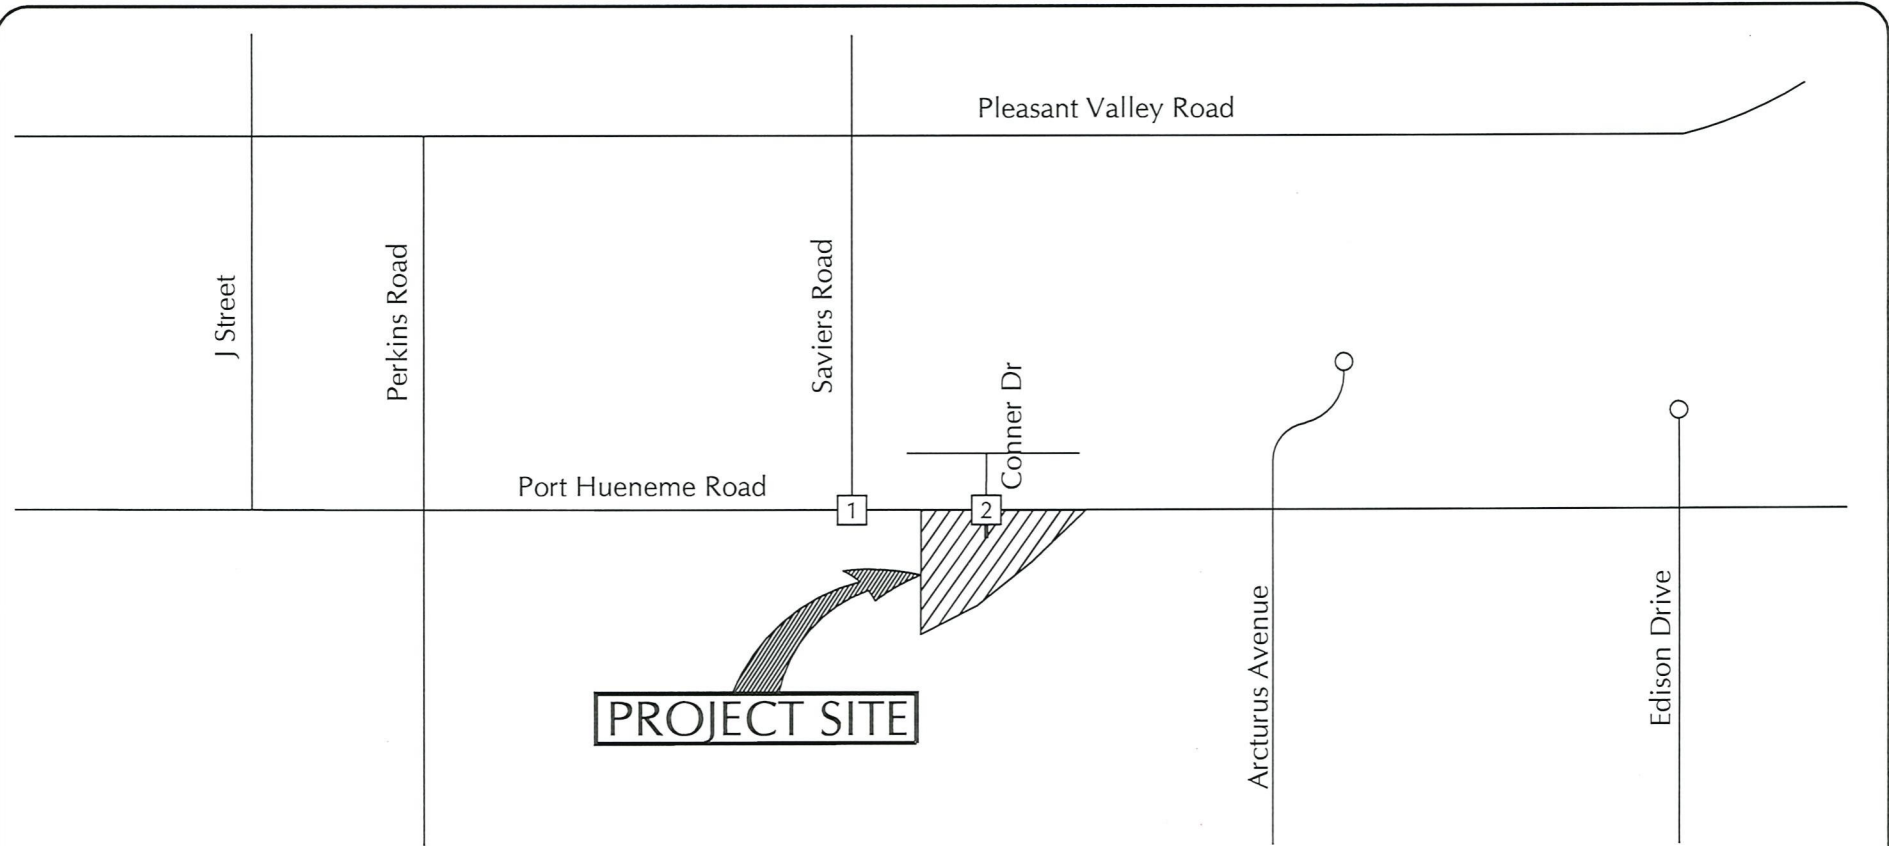 Pleasant Valley Road
J Street
Perkins Road
Saviers Road
Conner Dr
Port Hueneme Road
1
2
Arcturus Avenue
Edison Drive
PROJECT SITE